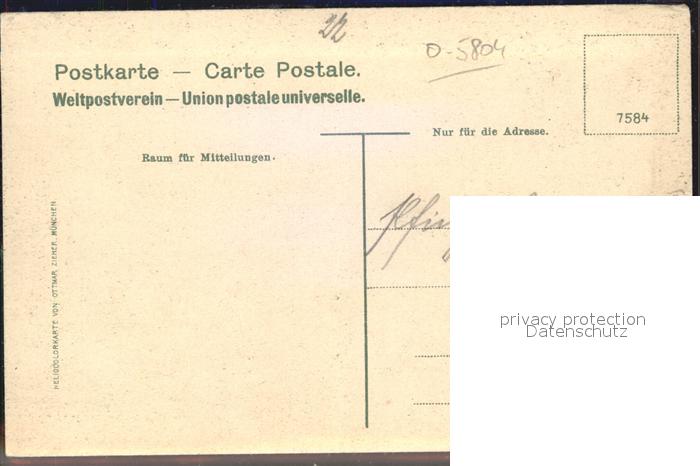 22
0-5804
Postkarte — Carte Postale.
Weltpostverein — Union postale universelle.
7584
Nur für die Adresse.
Raum für Mitteilungen.
HELIOCOLORKARTE VON OTTMAR ZIEHER, MÜNCHEN
privacy protection
Datenschutz